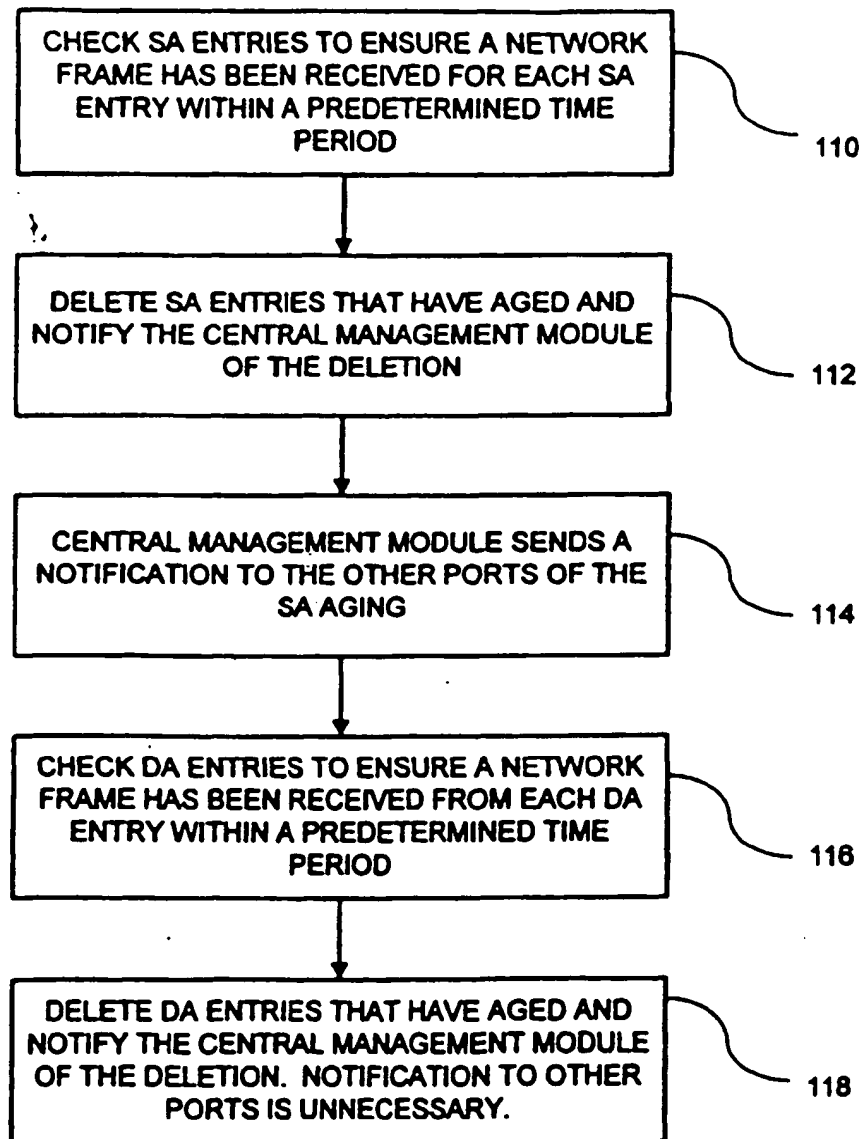 CHECK SA ENTRIES TO ENSURE A NETWORK
FRAME HAS BEEN RECEIVED FOR EACH SA
ENTRY WITHIN A PREDETERMINED TIME
PERIOD
110
DELETE SA ENTRIES THAT HAVE AGED AND
NOTIFY THE CENTRAL MANAGEMENT MODULE
OF THE DELETION
112
CENTRAL MANAGEMENT MODULE SENDS A
NOTIFICATION TO THE OTHER PORTS OF THE
SA AGING
114
CHECK DA ENTRIES TO ENSURE A NETWORK
FRAME HAS BEEN RECEIVED FROM EACH DA
ENTRY WITHIN A PREDETERMINED TIME
PERIOD
116
DELETE DA ENTRIES THAT HAVE AGED AND
NOTIFY THE CENTRAL MANAGEMENT MODULE
OF THE DELETION. NOTIFICATION TO OTHER
PORTS IS UNNECESSARY.
118